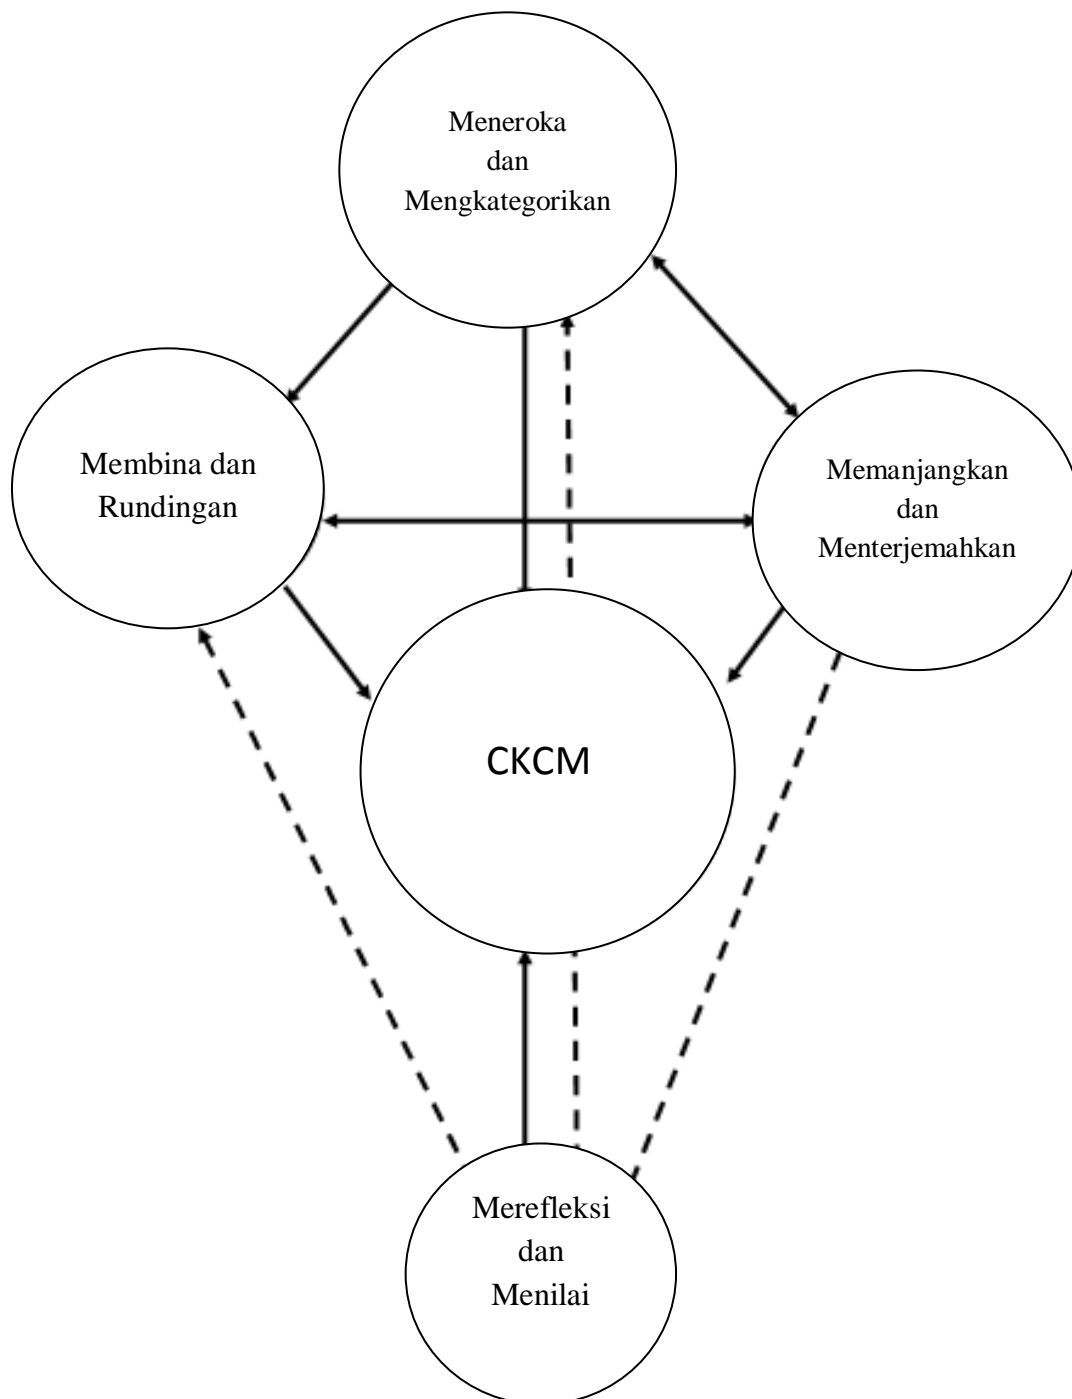 Meneroka
dan
Mengkategorikan
Membina dan
Rundingan
Memanjangkan
dan
Menterjemahkan
CKCM
Merefleksi
dan
Menilai